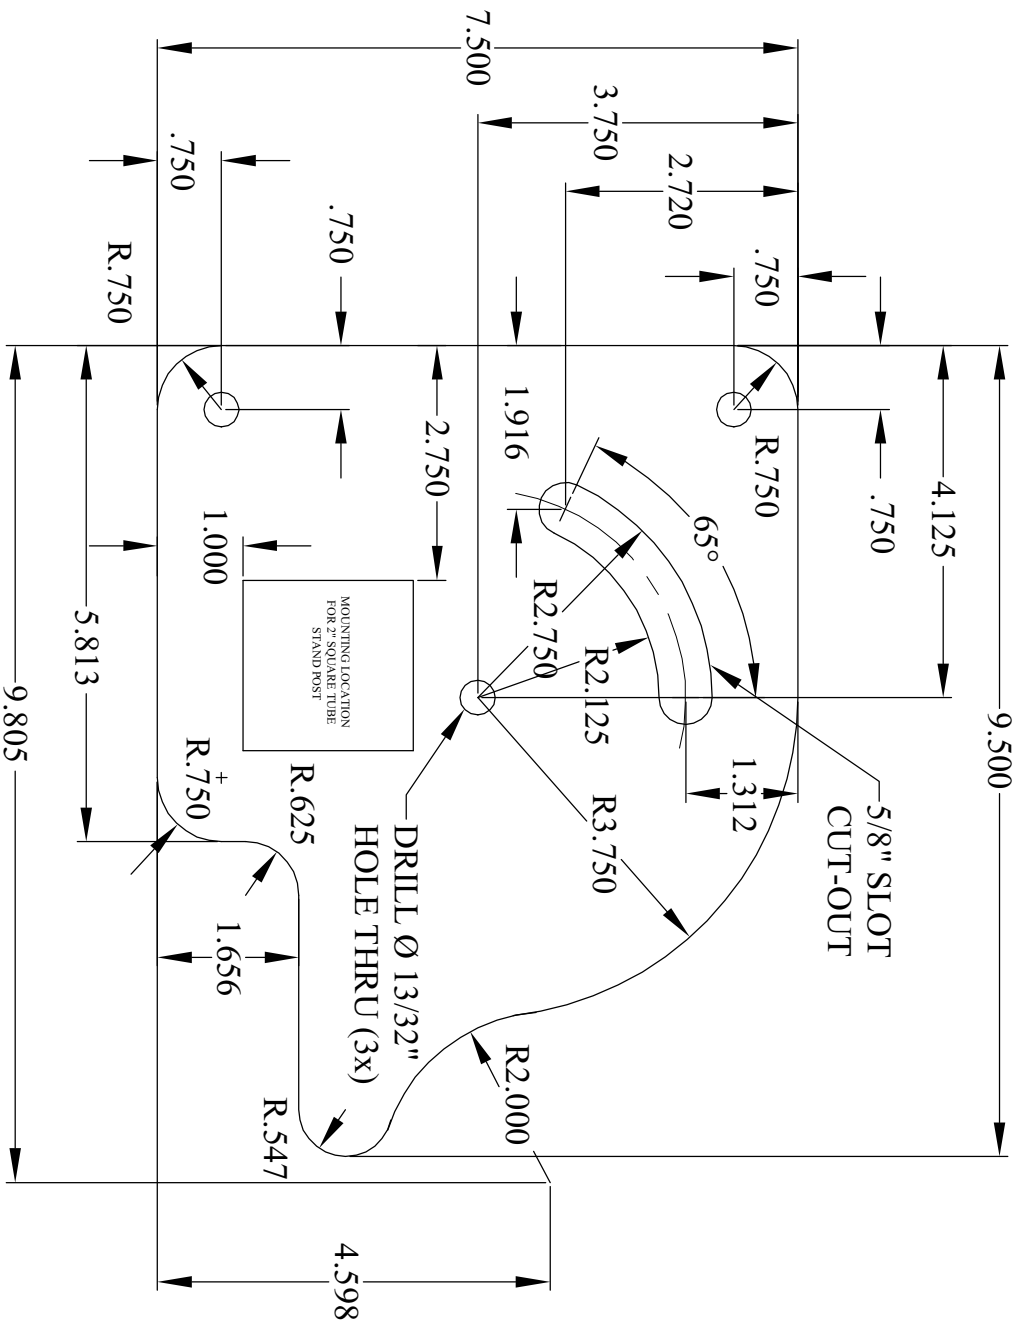 9.500
4.125
.750
5/8" SLOT
CUT-OUT
R.750
.750
65°
1.312
2.720
3.750
7.500
1.916
R2.750
R2.125
R3.750
2.750
.750
.750
R.750
1.000
MOUNTING LOCATION
FOR 2" SQUARE TUBE
STAND POST
DRILL Ø 13/32"
HOLE THRU (3x)
R.625
R.750
R2.000
R.547
1.656
5.813
9.805
4.598